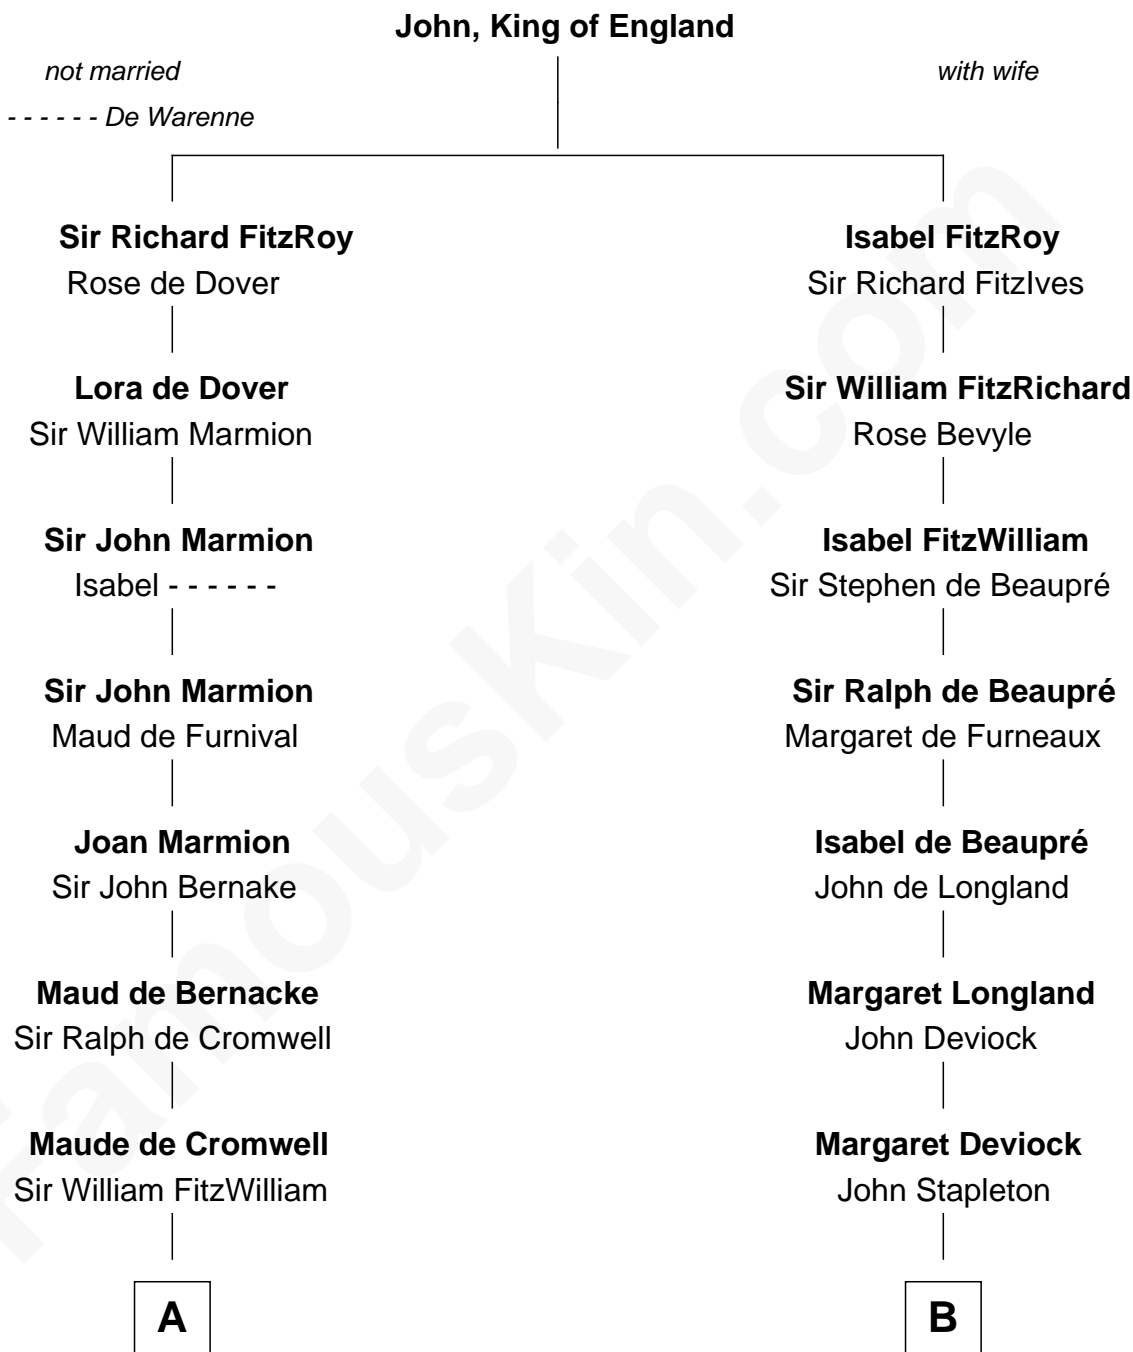 John, King of England
not married
with wife
- - - - - - De Warenne
Sir Richard FitzRoy
Rose de Dover
Isabel FitzRoy
Sir Richard FitzIves
Lora de Dover
Sir William Marmion
Sir William FitzRichard
Rose Bevyle
Sir John Marmion
Isabel - - - - - -
Isabel FitzWilliam
Sir Stephen de Beaupré
Sir John Marmion
Maud de Furnival
Sir Ralph de Beaupré
Margaret de Furneaux
Joan Marmion
Sir John Bernake
Isabel de Beaupré
John de Longland
Maud de Bernacke
Sir Ralph de Cromwell
Margaret Longland
John Deviock
Maude de Cromwell
Sir William FitzWilliam
Margaret Deviock
John Stapleton
A
B
FamousKin.com